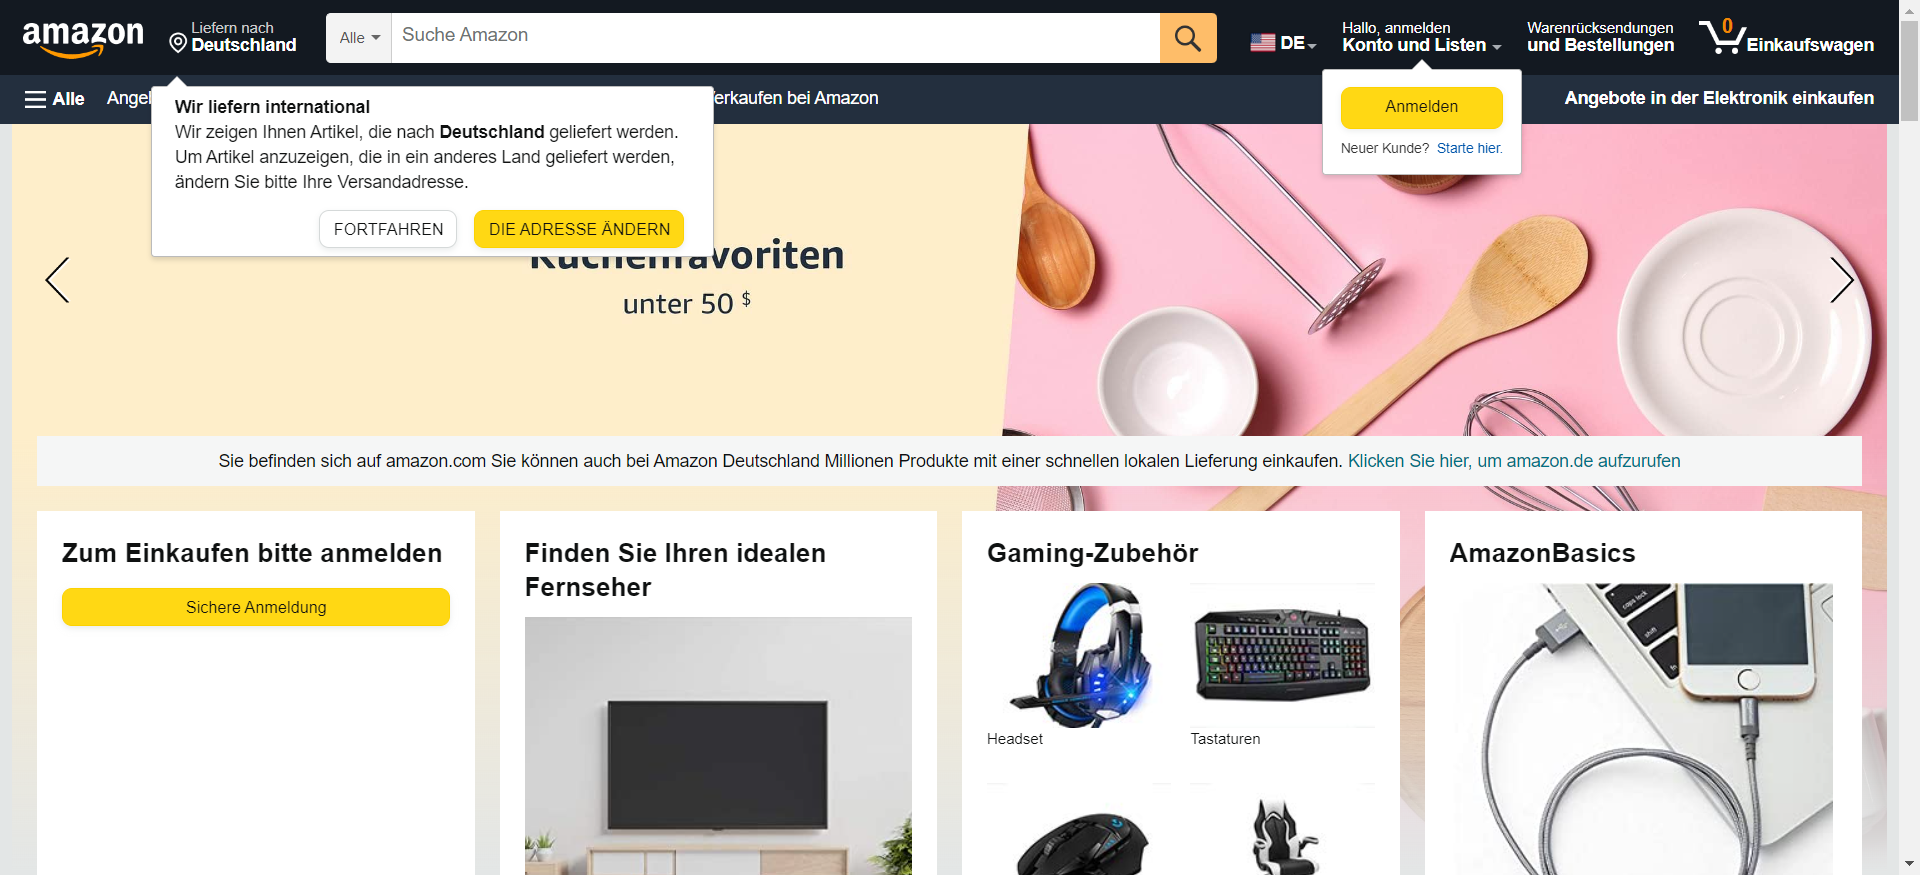 amazon
Liefern nach
Deutschland
Alle
Suche Amazon
DE
Hallo, anmelden
Konto und Listen
Warenrücksendungen
und Bestellungen
0
Einkaufswagen
Alle
Angel
erkaufen bei Amazon
Angebote in der Elektronik einkaufen
Wir liefern international
Wir zeigen Ihnen Artikel, die nach Deutschland geliefert werden.
Um Artikel anzuzeigen, die in ein anderes Land geliefert werden,
ändern Sie bitte Ihre Versandadresse.
FORTFAHREN
DIE ADRESSE ÄNDERN
Anmelden
Neuer Kunde? Starte hier.
Küchenfavoriten
unter 50 $
Sie befinden sich auf amazon.com Sie können auch bei Amazon Deutschland Millionen Produkte mit einer schnellen lokalen Lieferung einkaufen. Klicken Sie hier, um amazon.de aufzurufen
Zum Einkaufen bitte anmelden
Sichere Anmeldung
Finden Sie Ihren idealen
Fernseher
Gaming-Zubehör
Headset
Tastaturen
AmazonBasics
caps lock
shift